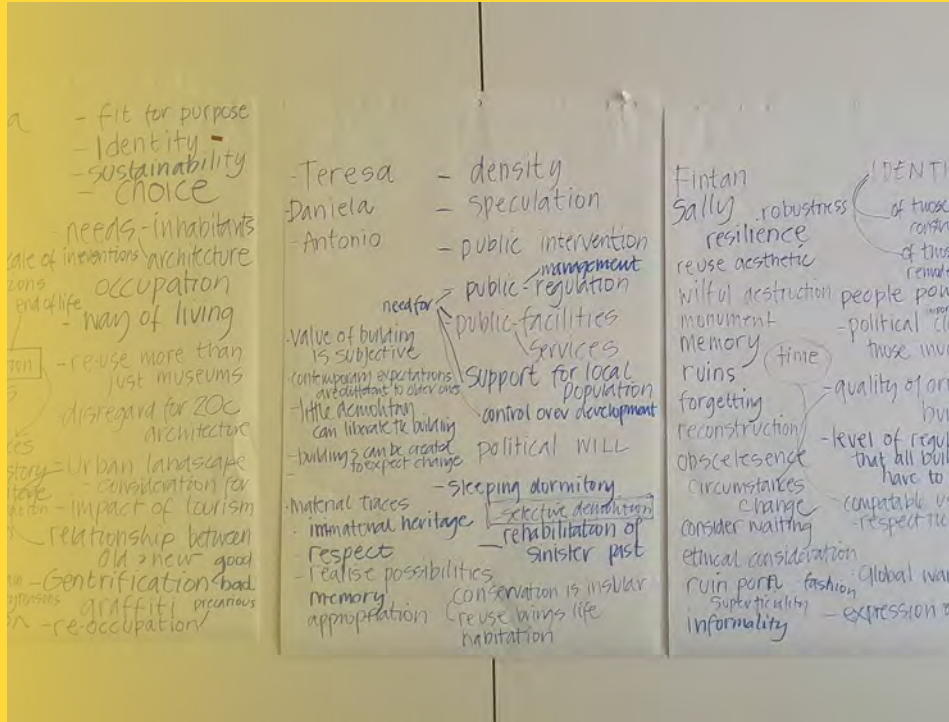 - fit for purpose
- Identity -
- sustainability
- choice
- needs - inhabitants
architecture
occupation
end of life
- way of living
- re-use more than
just museums
disregard for 20c
architecture
- Urban landscape
- consideration for
- impact of tourism
relationship between
old > new
- Gentrification
good
bad
precarious
graffiti
- re-occupation
- Teresa
- Daniela
- Antonio
- density
- speculation
- public intervention
management
- public - regulation
need for
public - facilities
services
support for local
population
control over development
political WILL
- value of building
is subjective
- contemporary expectations
are different to older ones
- little demolition
can liberate the building
- buildings can be created
to expect change
-
- sleeping dormitory
selective demolition
- rehabilitation of
sinister past
- material traces
immaterial heritage
- respect
- realise possibilities
memory
appropriation
conservation is insular
reuse brings life
habitation
Fintan
Sally
robustness
resilience
reuse aesthetic
wilful destruction
monument
memory
ruins
forgetting
reconstruction
obscelesence
circumstances
change
consider waiting
ethical consideration
ruin porn
fashion
superficiality
informality
time
of those
of those
people
- political
those
- quality of
- level of
that all
have to
compatable
- respect
Global
- expression